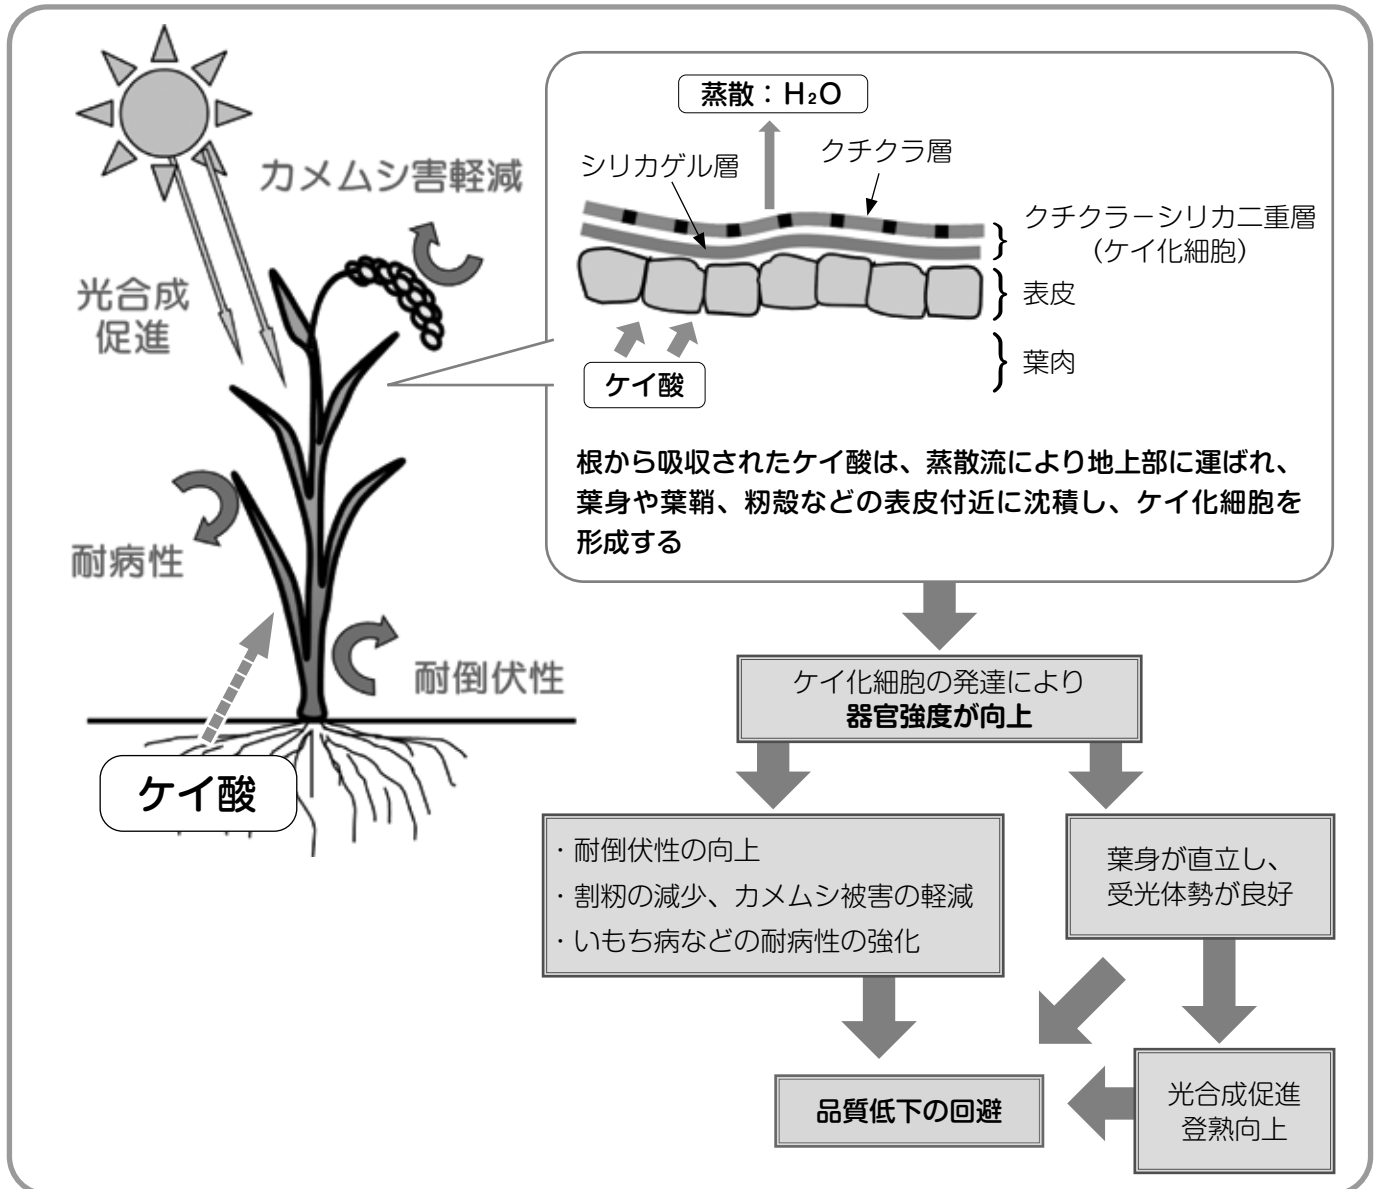 カメムシ害軽減
光合成
促進
耐病性
耐倒伏性
ケイ酸
蒸散：H₂O
シリカゲル層
クチクラ層
クチクラーシリカ二重層
（ケイ化細胞）
表皮
葉肉
ケイ酸
根から吸収されたケイ酸は、蒸散流により地上部に運ばれ、
葉身や葉鞘、籾殻などの表皮付近に沈積し、ケイ化細胞を
形成する
ケイ化細胞の発達により
器官強度が向上
・耐倒伏性の向上
・割籾の減少、カメムシ被害の軽減
・いもち病などの耐病性の強化
葉身が直立し、
受光体勢が良好
光合成促進
登熟向上
品質低下の回避